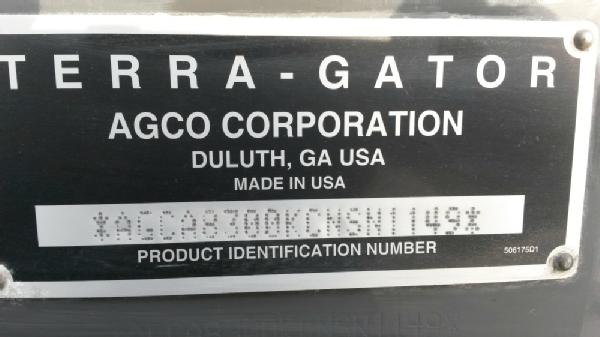 TERRA-GATOR
AGCO CORPORATION
DULUTH, GA USA
MADE IN USA
*AGCA8300KCNSN1149*
PRODUCT IDENTIFICATION NUMBER
506175D1